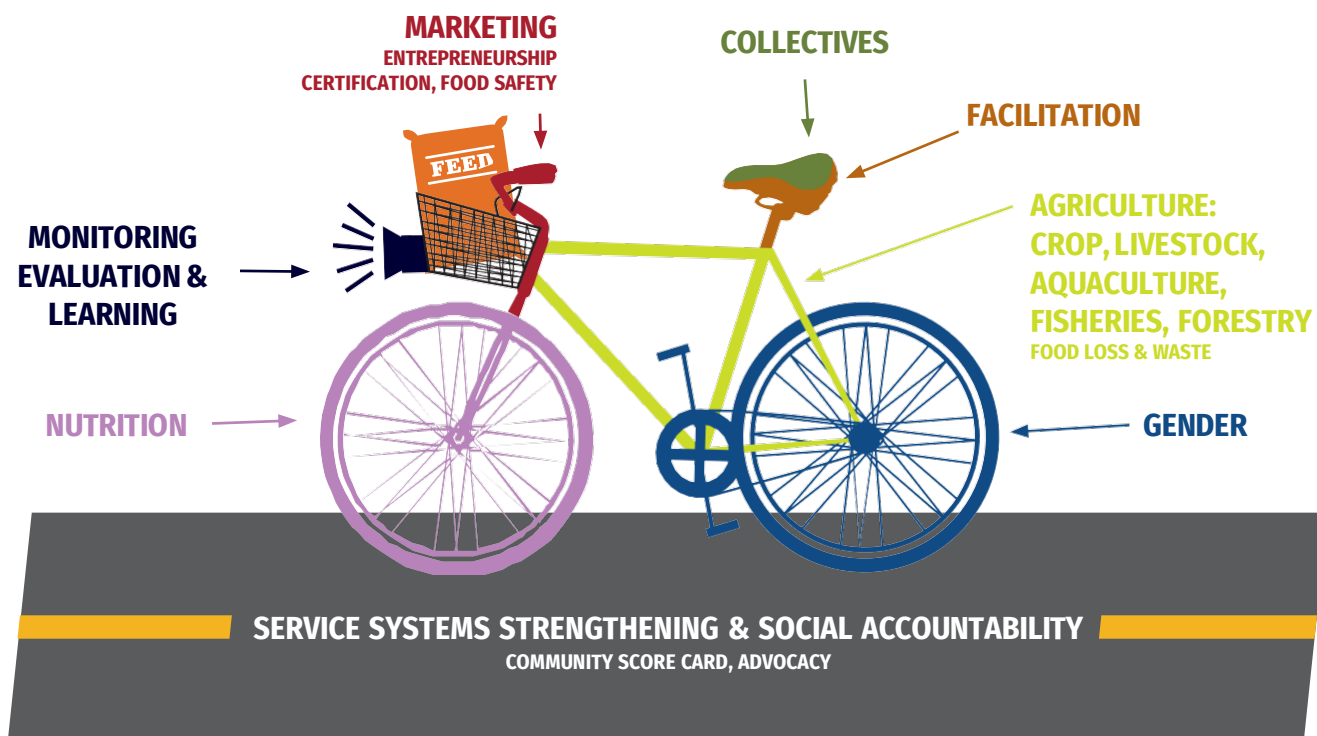 MARKETING
ENTREPRENEURSHIP
CERTIFICATION, FOOD SAFETY
COLLECTIVES
FACILITATION
FEED
AGRICULTURE:
CROP, LIVESTOCK,
AQUACULTURE,
FISHERIES, FORESTRY
FOOD LOSS & WASTE
MONITORING
EVALUATION &
LEARNING
NUTRITION
GENDER
SERVICE SYSTEMS STRENGTHENING & SOCIAL ACCOUNTABILITY
COMMUNITY SCORE CARD, ADVOCACY